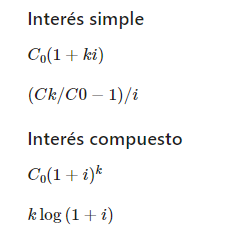 Interés simple
C₀(1 + ki)
(Ck/C0 − 1)/i
Interés compuesto
C₀(1 + i)ᵏ
k log (1 + i)